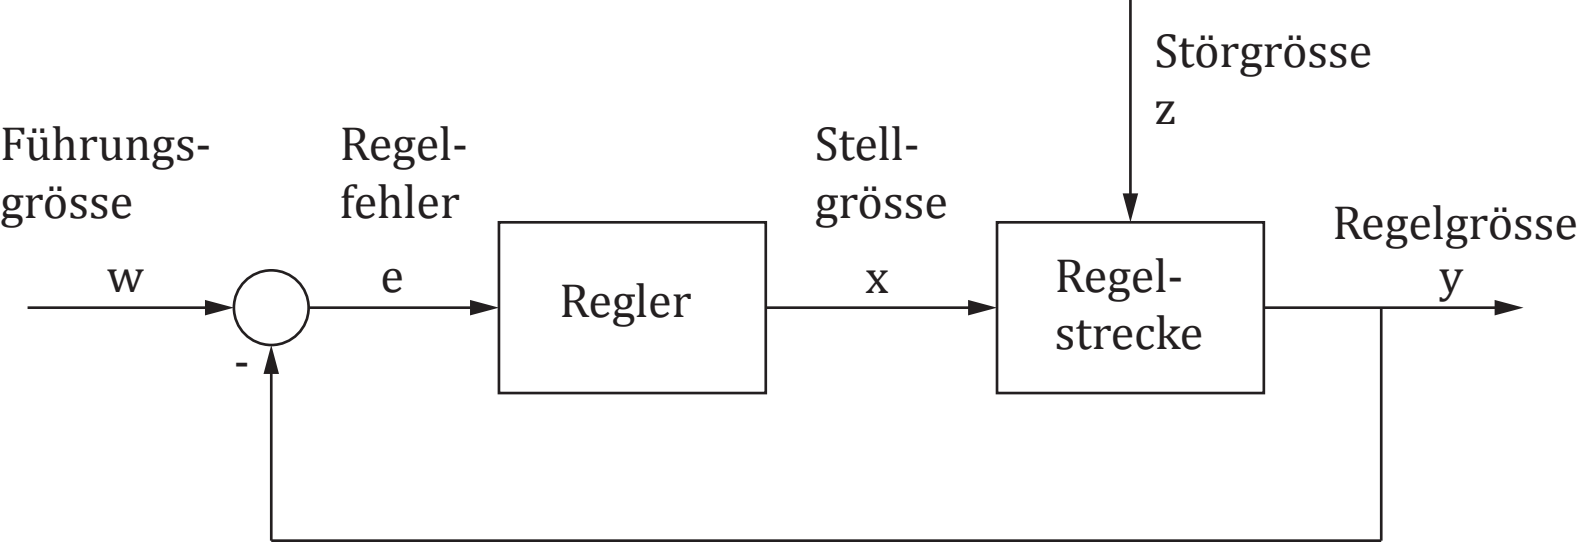 Störgrösse
z
Führungs-
grösse
w
Regel-
fehler
e
Regler
Stell-
grösse
x
Regel-
strecke
Regelgrösse
y
-